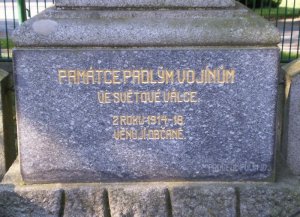 PAMÁTCE PADLÝM VOJÍNŮM
VE SVĚTOVÉ VÁLCE
Z ROKU 1914-18.
VĚNUJÍ OBČANÉ.